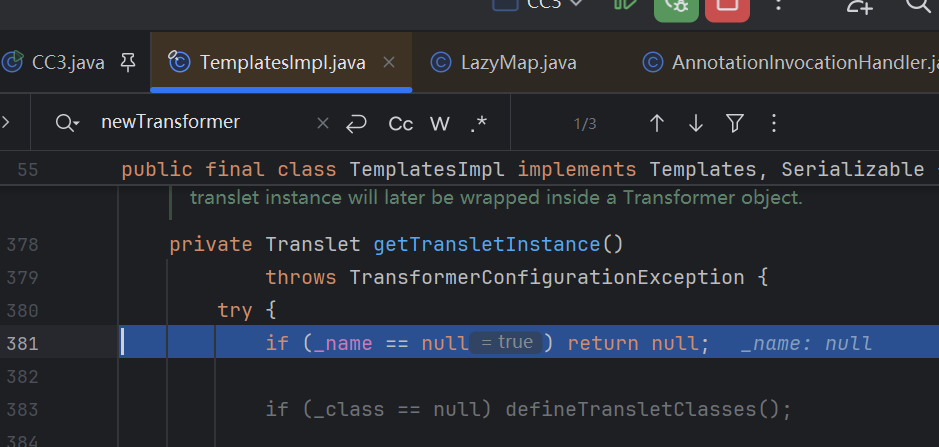 CC3
CC3.java TemplatesImpl.java LazyMap.java AnnotationInvocationHandler.ja
newTransformer Cc W .* 1/3
55 public final class TemplatesImpl implements Templates, Serializable
translet instance will later be wrapped inside a Transformer object.
378 private Translet getTransletInstance()
379 throws TransformerConfigurationException {
380 try {
381 if (_name == null = true ) return null; _name: null
382
383 if (_class == null) defineTransletClasses();
384